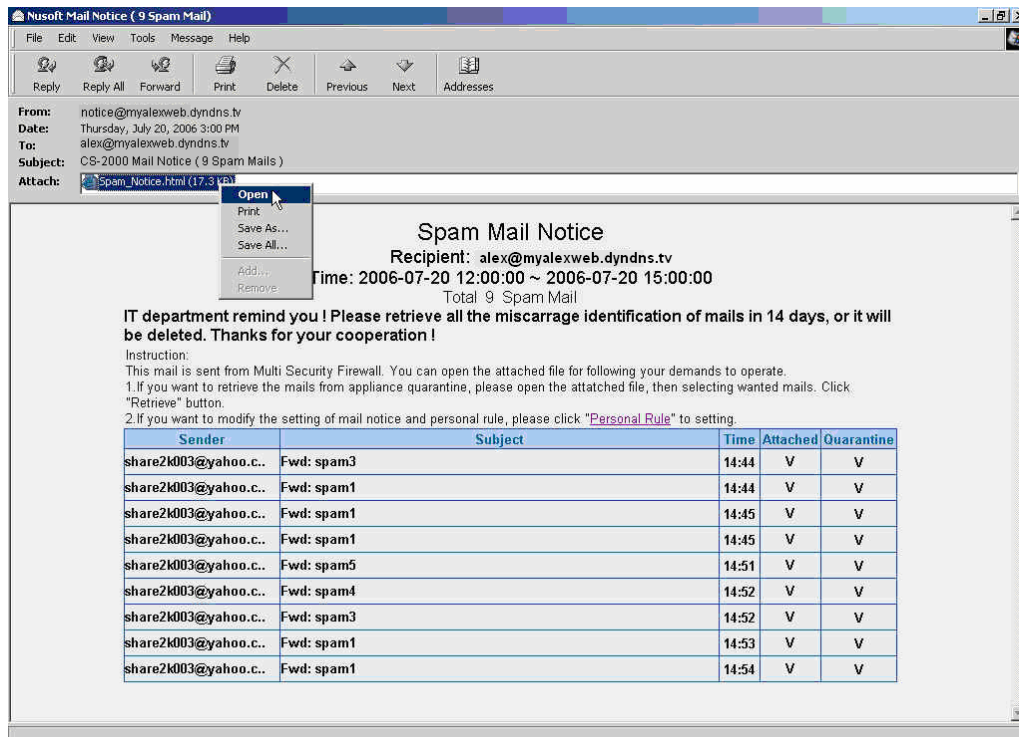 Nusoft Mail Notice ( 9 Spam Mail)
File Edit View Tools Message Help
Reply Reply All Forward Print Delete Previous Next Addresses
From: notice@myalexweb.dyndns.tv
Date: Thursday, July 20, 2006 3:00 PM
To: alex@myalexweb.dyndns.tv
Subject: CS-2000 Mail Notice ( 9 Spam Mails )
Attach: Spam_Notice.html (17.3 KB)
Open
Print
Save As...
Save All...
Add...
Remove
Spam Mail Notice
Recipient: alex@myalexweb.dyndns.tv
Time: 2006-07-20 12:00:00 ~ 2006-07-20 15:00:00
Total 9 Spam Mail
IT department remind you ! Please retrieve all the miscarrage identification of mails in 14 days, or it will
be deleted. Thanks for your cooperation !
Instruction:
This mail is sent from Multi Security Firewall. You can open the attached file for following your demands to operate.
1.If you want to retrieve the mails from appliance quarantine, please open the attatched file, then selecting wanted mails. Click
"Retrieve" button.
2.If you want to modify the setting of mail notice and personal rule, please click "Personal Rule" to setting.
Sender Subject Time Attached Quarantine
share2k003@yahoo.c.. Fwd: spam3 14:44 V V
share2k003@yahoo.c.. Fwd: spam1 14:44 V V
share2k003@yahoo.c.. Fwd: spam1 14:45 V V
share2k003@yahoo.c.. Fwd: spam1 14:45 V V
share2k003@yahoo.c.. Fwd: spam5 14:51 V V
share2k003@yahoo.c.. Fwd: spam4 14:52 V V
share2k003@yahoo.c.. Fwd: spam3 14:52 V V
share2k003@yahoo.c.. Fwd: spam1 14:53 V V
share2k003@yahoo.c.. Fwd: spam1 14:54 V V